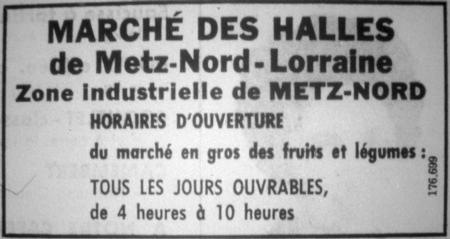 MARCHÉ DES HALLES
de Metz-Nord-Lorraine
Zone industrielle de METZ-NORD
HORAIRES D'OUVERTURE
du marché en gros des fruits et légumes :
TOUS LES JOURS OUVRABLES,
de 4 heures à 10 heures
176.699